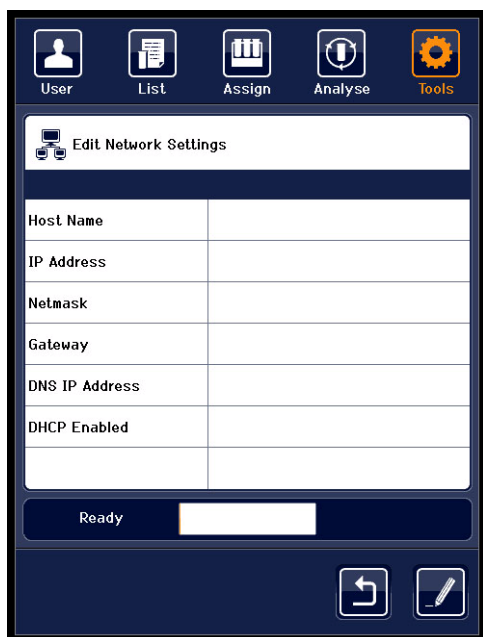 User List Assign Analyse Tools
Edit Network Settings
Host Name
IP Address
Netmask
Gateway
DNS IP Address
DHCP Enabled
Ready